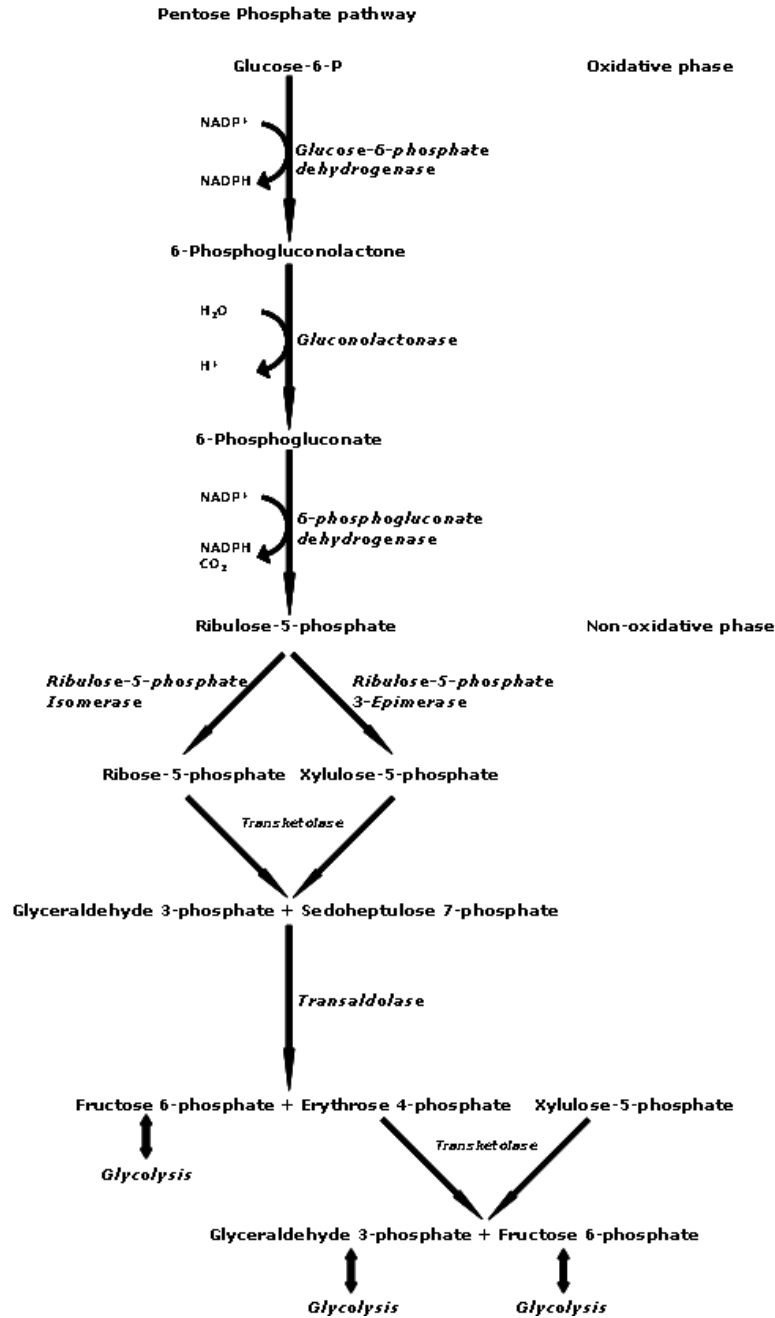 Pentose Phosphate pathway
Glucose-6-P
Oxidative phase
NADP+
Glucose-6-phosphate
dehydrogenase
NADPH
6-Phosphogluconolactone
H₂O
Gluconolactonase
H+
6-Phosphogluconate
NADP+
6-phosphogluconate
dehydrogenase
NADPH
CO₂
Ribulose-5-phosphate
Non-oxidative phase
Ribulose-5-phosphate
Isomerase
Ribulose-5-phosphate
3-Epimerase
Ribose-5-phosphate
Xylulose-5-phosphate
Transketolase
Glyceraldehyde 3-phosphate + Sedoheptulose 7-phosphate
Transaldolase
Fructose 6-phosphate + Erythrose 4-phosphate
Xylulose-5-phosphate
Transketolase
Glycolysis
Glyceraldehyde 3-phosphate + Fructose 6-phosphate
Glycolysis
Glycolysis